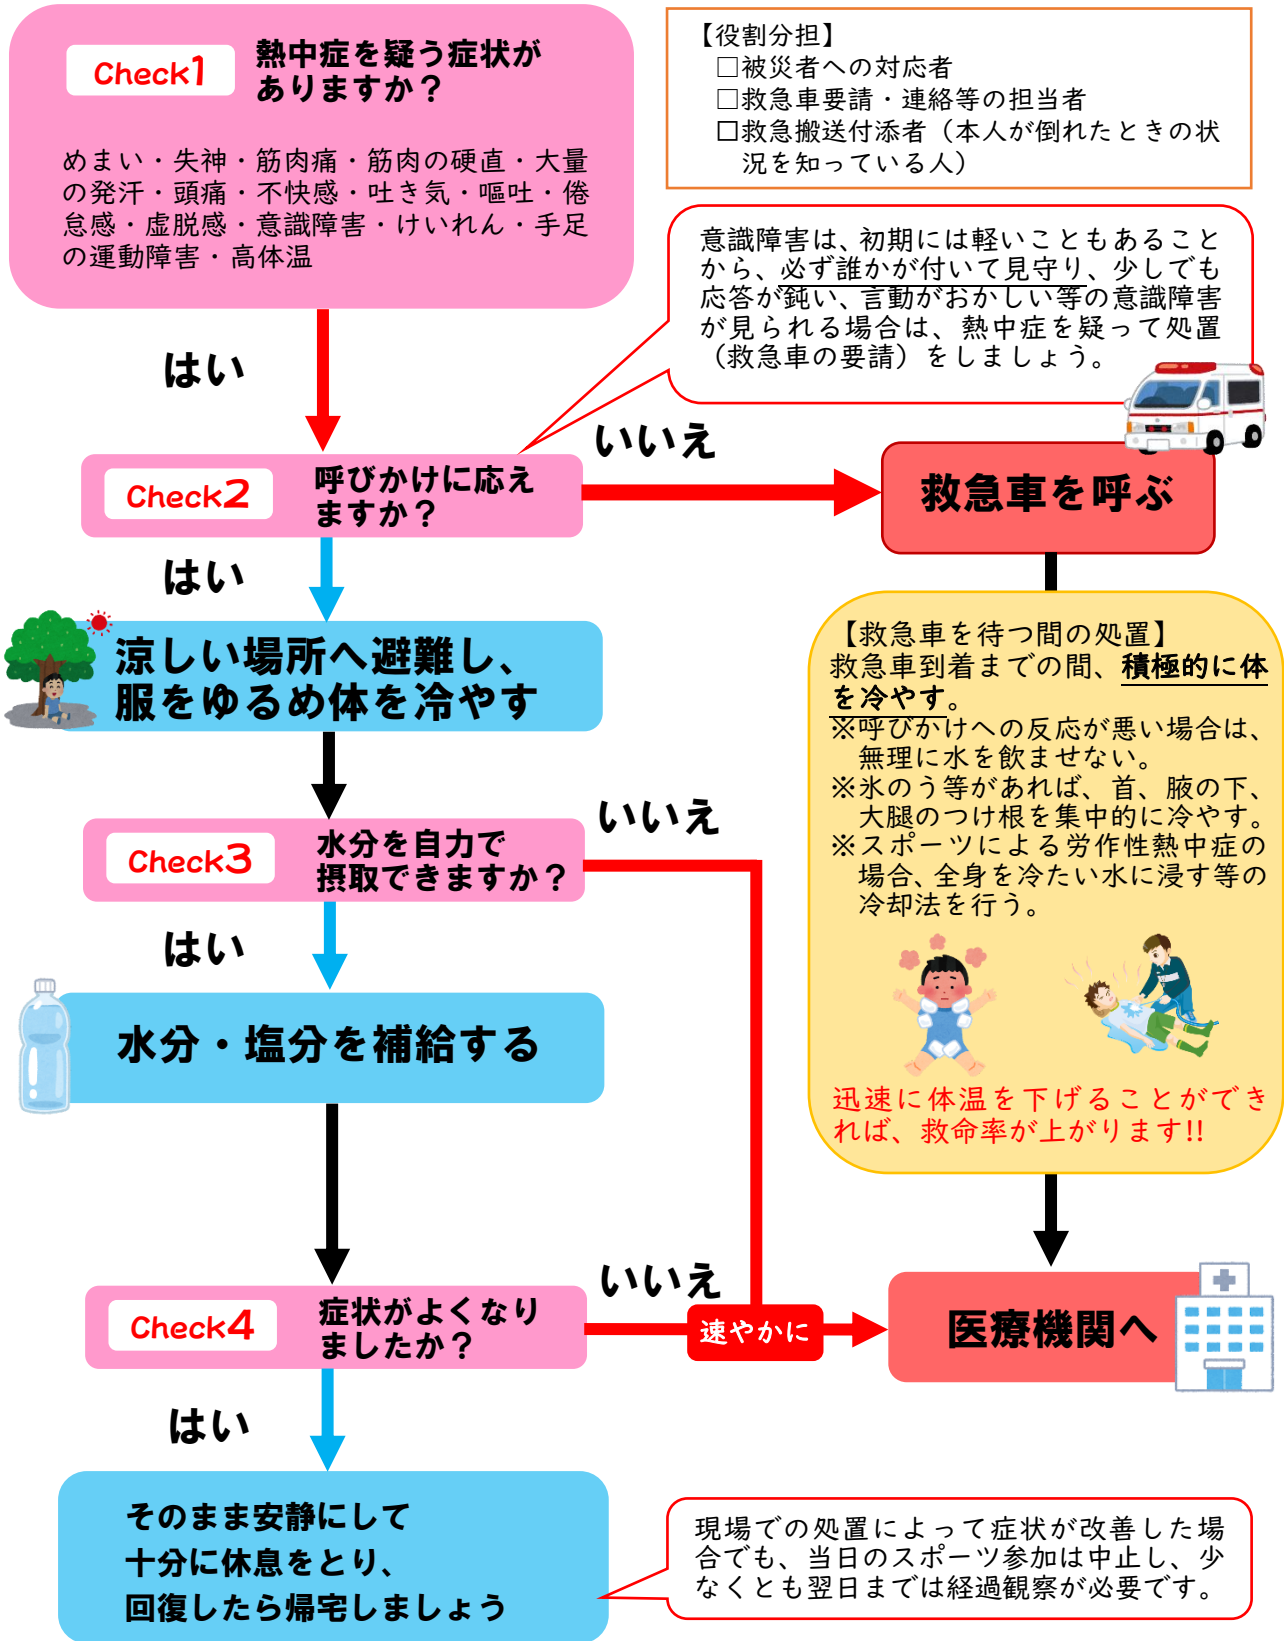 Check1
熱中症を疑う症状が
ありますか？
めまい・失神・筋肉痛・筋肉の硬直・大量
の発汗・頭痛・不快感・吐き気・嘔吐・倦
怠感・虚脱感・意識障害・けいれん・手足
の運動障害・高体温
【役割分担】
□被災者への対応者
□救急車要請・連絡等の担当者
□救急搬送付添者（本人が倒れたときの状
況を知っている人）
意識障害は、初期には軽いこともあること
から、必ず誰かが付いて見守り、少しでも
応答が鈍い、言動がおかしい等の意識障害
が見られる場合は、熱中症を疑って処置
（救急車の要請）をしましょう。
はい
Check2
呼びかけに応え
ますか？
いいえ
救急車を呼ぶ
はい
涼しい場所へ避難し、
服をゆるめ体を冷やす
【救急車を待つ間の処置】
救急車到着までの間、積極的に体
を冷やす。
※呼びかけへの反応が悪い場合は、
無理に水を飲ませない。
※氷のう等があれば、首、腋の下、
大腿のつけ根を集中的に冷やす。
※スポーツによる労作性熱中症の
場合、全身を冷たい水に浸す等の
冷却法を行う。
迅速に体温を下げることができ
れば、救命率が上がります!!
Check3
水分を自力で
摂取できますか？
いいえ
はい
水分・塩分を補給する
Check4
症状がよくなり
ましたか？
いいえ
速やかに
医療機関へ
はい
そのまま安静にして
十分に休息をとり、
回復したら帰宅しましょう
現場での処置によって症状が改善した場
合でも、当日のスポーツ参加は中止し、少
なくとも翌日までは経過観察が必要です。